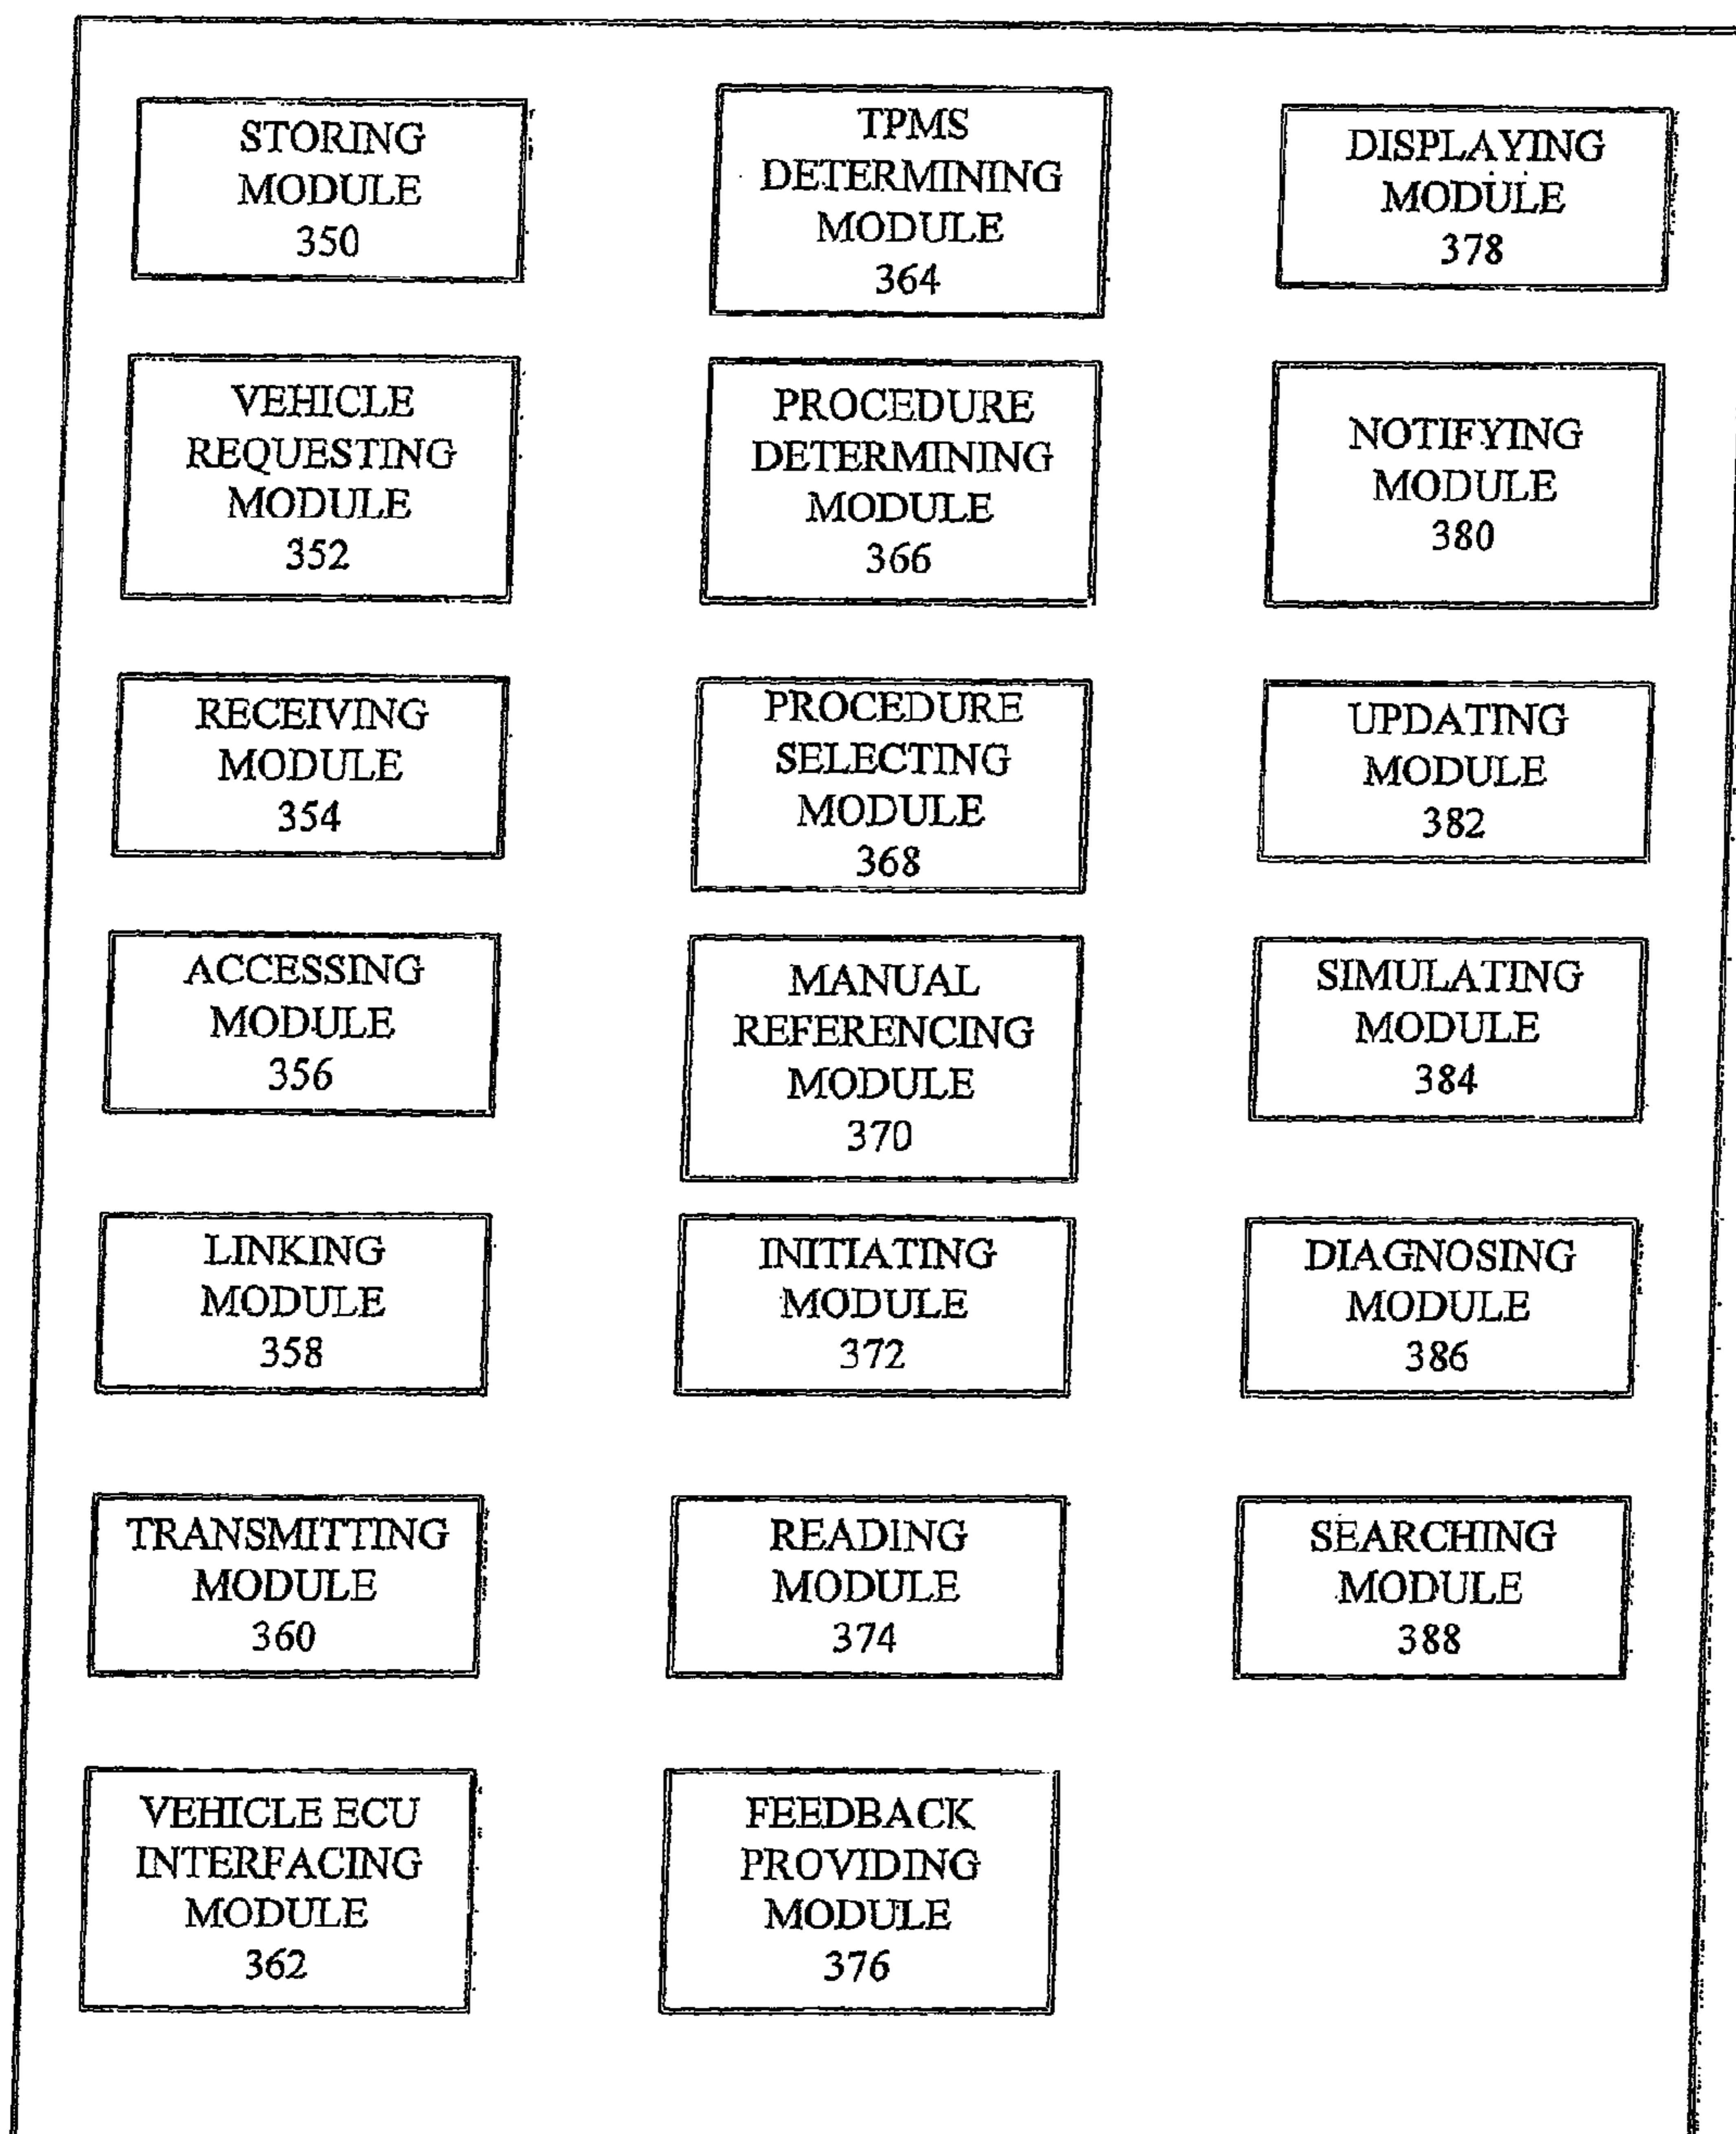 STORING
MODULE
350
VEHICLE
REQUESTING
MODULE
352
RECEIVING
MODULE
354
ACCESSING
MODULE
356
LINKING
MODULE
358
TRANSMITTING
MODULE
360
VEHICLE ECU
INTERFACING
MODULE
362
TPMS
DETERMINING
MODULE
364
PROCEDURE
DETERMINING
MODULE
366
PROCEDURE
SELECTING
MODULE
368
MANUAL
REFERENCING
MODULE
370
INITIATING
MODULE
372
READING
MODULE
374
FEEDBACK
PROVIDING
MODULE
376
DISPLAYING
MODULE
378
NOTIFYING
MODULE
380
UPDATING
MODULE
382
SIMULATING
MODULE
384
DIAGNOSING
MODULE
386
SEARCHING
MODULE
388